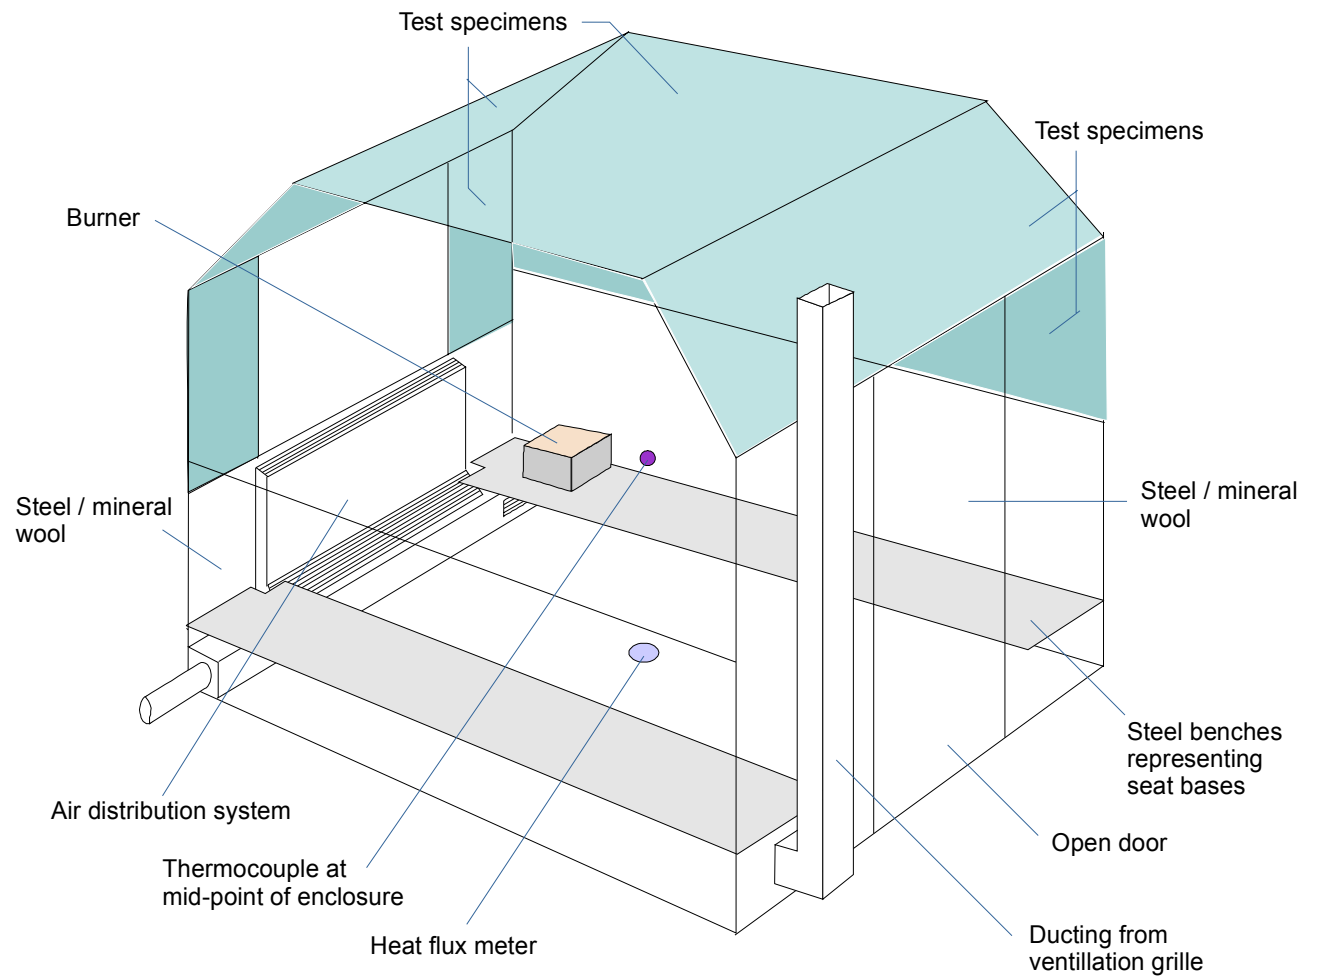 Test specimens
Test specimens
Burner
Steel / mineral
wool
Steel / mineral
wool
Steel benches
representing
seat bases
Air distribution system
Open door
Thermocouple at
mid-point of enclosure
Heat flux meter
Ducting from
ventillation grille